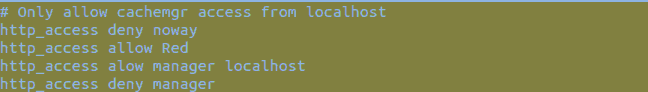 # Only allow cachemgr access from localhost
http_access deny noway
http_access allow Red
http_access alow manager localhost
http_access deny manager